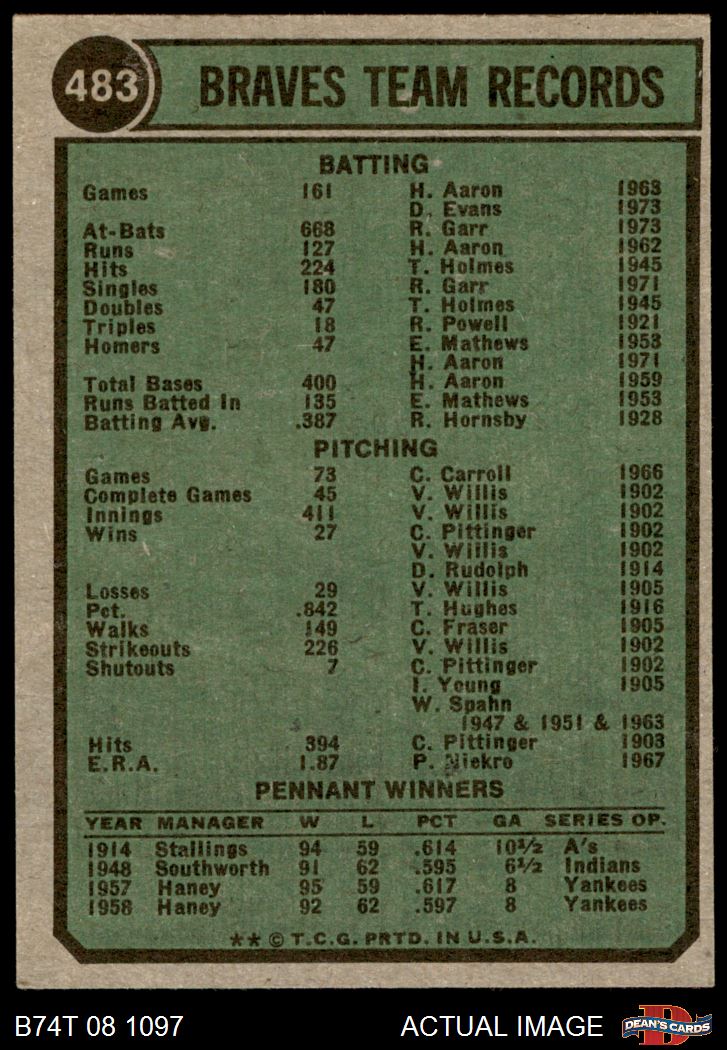 483 BRAVES TEAM RECORDS
BATTING
Games 161 H. Aaron 1963
D. Evans 1973
At-Bats 668 R. Garr 1973
Runs 127 H. Aaron 1962
Hits 224 T. Holmes 1945
Singles 180 R. Garr 1971
Doubles 47 T. Holmes 1945
Triples 18 R. Powell 1921
Homers 47 E. Mathews 1953
H. Aaron 1971
Total Bases 400 H. Aaron 1959
Runs Batted In 135 E. Mathews 1953
Batting Avg. .387 R. Hornsby 1928
PITCHING
Games 73 C. Carroll 1966
Complete Games 45 V. Willis 1902
Innings 411 V. Willis 1902
Wins 27 C. Pittinger 1902
V. Willis 1902
D. Rudolph 1914
Losses 29 V. Willis 1905
Pct. .842 T. Hughes 1916
Walks 149 C. Fraser 1905
Strikeouts 226 V. Willis 1902
Shutouts 7 C. Pittinger 1902
I. Young 1905
W. Spahn
1947 & 1951 & 1963
Hits 394 C. Pittinger 1903
E.R.A. 1.87 P. Niekro 1967
PENNANT WINNERS
YEAR MANAGER W L PCT GA SERIES OP.
1914 Stallings 94 59 .614 10½ A's
1948 Southworth 91 62 .595 6½ Indians
1957 Haney 95 59 .617 8 Yankees
1958 Haney 92 62 .597 8 Yankees
★★ © T.C.G. PRTD. IN U.S.A.
B74T 08 1097 ACTUAL IMAGE D DEAN'S CARDS